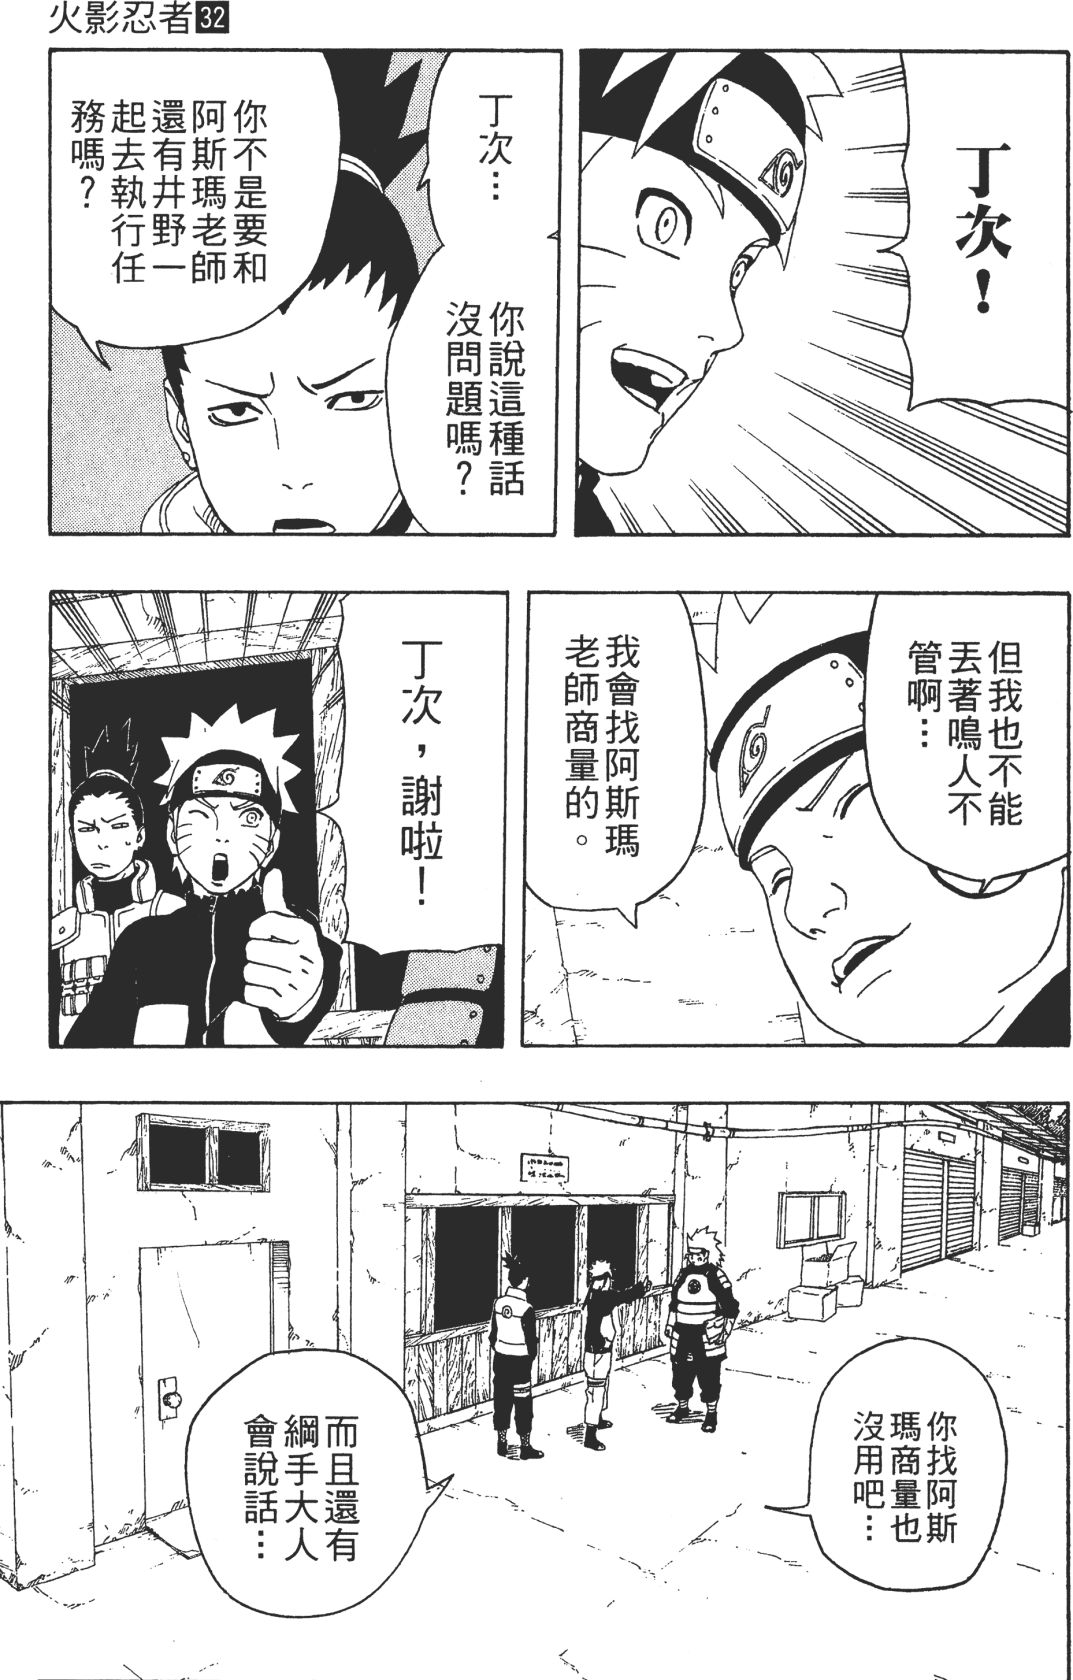 火影忍者32
丁次！
丁次…
你說這種話
沒問題嗎？
你不是要和
阿斯瑪老師
還有井野一
起去執行任
務嗎？
但我也不能
丟著鳴人不
管啊…
我會找阿斯瑪
老師商量的。
丁次，謝啦！
你找阿斯
瑪商量也
沒用吧…
而且還有
綱手大人
會說話…